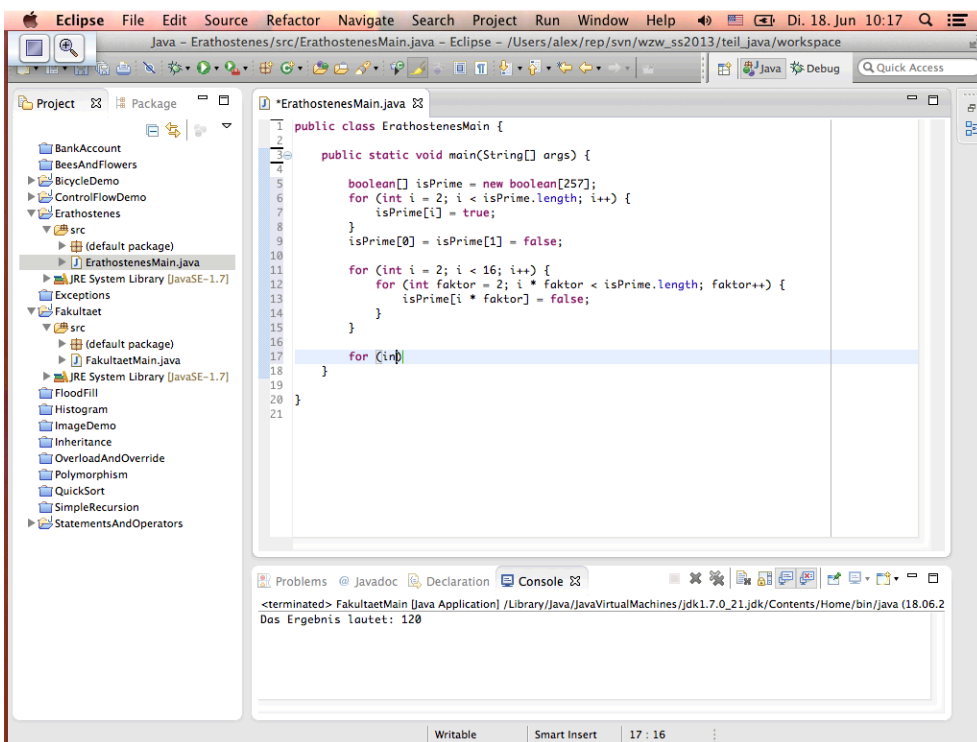 Eclipse File Edit Source Refactor Navigate Search Project Run Window Help Di. 18. Jun 10:17
Java – Erathostenes/src/ErathostenesMain.java – Eclipse – /Users/alex/rep/svn/wzw_ss2013/teil_java/workspace
Java Debug Quick Access
Project Package
BankAccount
BeesAndFlowers
BicycleDemo
ControlFlowDemo
Erathostenes
src
(default package)
ErathostenesMain.java
JRE System Library [JavaSE-1.7]
Exceptions
Fakultaet
src
(default package)
FakultaetMain.java
JRE System Library [JavaSE-1.7]
FloodFill
Histogram
ImageDemo
Inheritance
OverloadAndOverride
Polymorphism
QuickSort
SimpleRecursion
StatementsAndOperators
*ErathostenesMain.java
1 public class ErathostenesMain {
2
3 public static void main(String[] args) {
4
5 boolean[] isPrime = new boolean[257];
6 for (int i = 2; i < isPrime.length; i++) {
7 isPrime[i] = true;
8 }
9 isPrime[0] = isPrime[1] = false;
10
11 for (int i = 2; i < 16; i++) {
12 for (int faktor = 2; i * faktor < isPrime.length; faktor++) {
13 isPrime[i * faktor] = false;
14 }
15 }
16
17 for (in)
18 }
19
20 }
21
Problems @ Javadoc Declaration Console
<terminated> FakultaetMain [Java Application] /Library/Java/JavaVirtualMachines/jdk1.7.0_21.jdk/Contents/Home/bin/java (18.06.2
Das Ergebnis lautet: 120
Writable Smart Insert 17 : 16